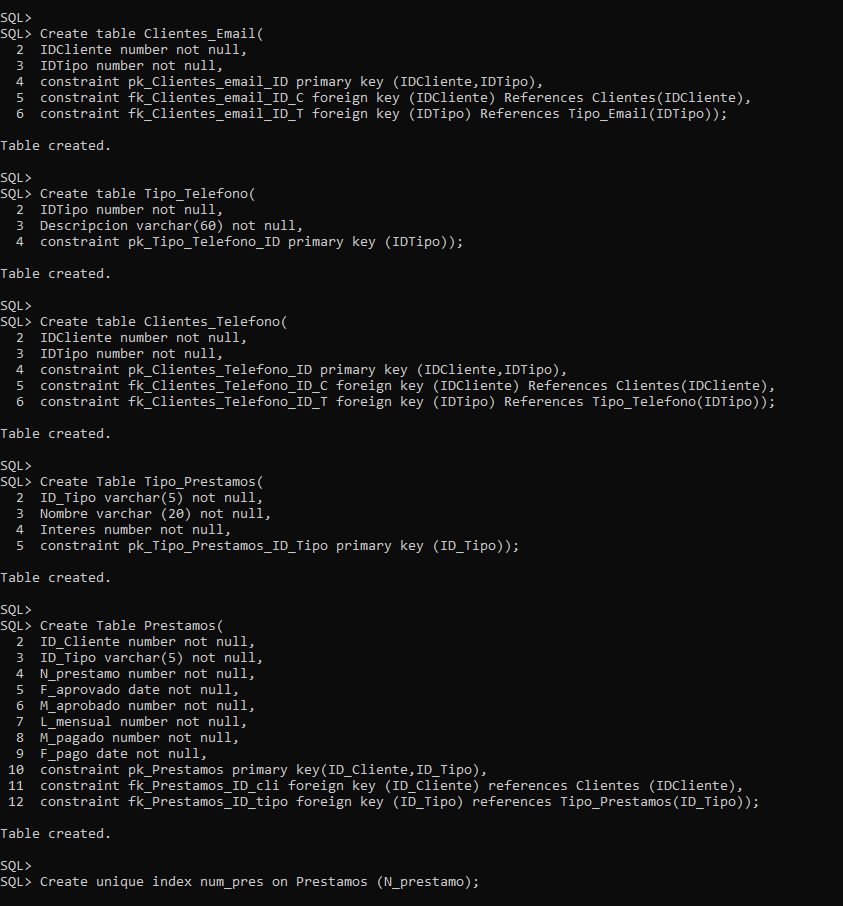 SQL>
SQL> Create table Clientes_Email(
  2  IDCliente number not null,
  3  IDTipo number not null,
  4  constraint pk_Clientes_email_ID primary key (IDCliente,IDTipo),
  5  constraint fk_Clientes_email_ID_C foreign key (IDCliente) References Clientes(IDCliente),
  6  constraint fk_Clientes_email_ID_T foreign key (IDTipo) References Tipo_Email(IDTipo));
Table created.
SQL>
SQL> Create table Tipo_Telefono(
  2  IDTipo number not null,
  3  Descripcion varchar(60) not null,
  4  constraint pk_Tipo_Telefono_ID primary key (IDTipo));
Table created.
SQL>
SQL> Create table Clientes_Telefono(
  2  IDCliente number not null,
  3  IDTipo number not null,
  4  constraint pk_Clientes_Telefono_ID primary key (IDCliente,IDTipo),
  5  constraint fk_Clientes_Telefono_ID_C foreign key (IDCliente) References Clientes(IDCliente),
  6  constraint fk_Clientes_Telefono_ID_T foreign key (IDTipo) References Tipo_Telefono(IDTipo));
Table created.
SQL>
SQL> Create Table Tipo_Prestamos(
  2  ID_Tipo varchar(5) not null,
  3  Nombre varchar (20) not null,
  4  Interes number not null,
  5  constraint pk_Tipo_Prestamos_ID_Tipo primary key (ID_Tipo));
Table created.
SQL>
SQL> Create Table Prestamos(
  2  ID_Cliente number not null,
  3  ID_Tipo varchar(5) not null,
  4  N_prestamo number not null,
  5  F_aprovado date not null,
  6  M_aprobado number not null,
  7  L_mensual number not null,
  8  M_pagado number not null,
  9  F_pago date not null,
 10  constraint pk_Prestamos primary key(ID_Cliente,ID_Tipo),
 11  constraint fk_Prestamos_ID_cli foreign key (ID_Cliente) references Clientes (IDCliente),
 12  constraint fk_Prestamos_ID_tipo foreign key (ID_Tipo) references Tipo_Prestamos(ID_Tipo));
Table created.
SQL>
SQL> Create unique index num_pres on Prestamos (N_prestamo);